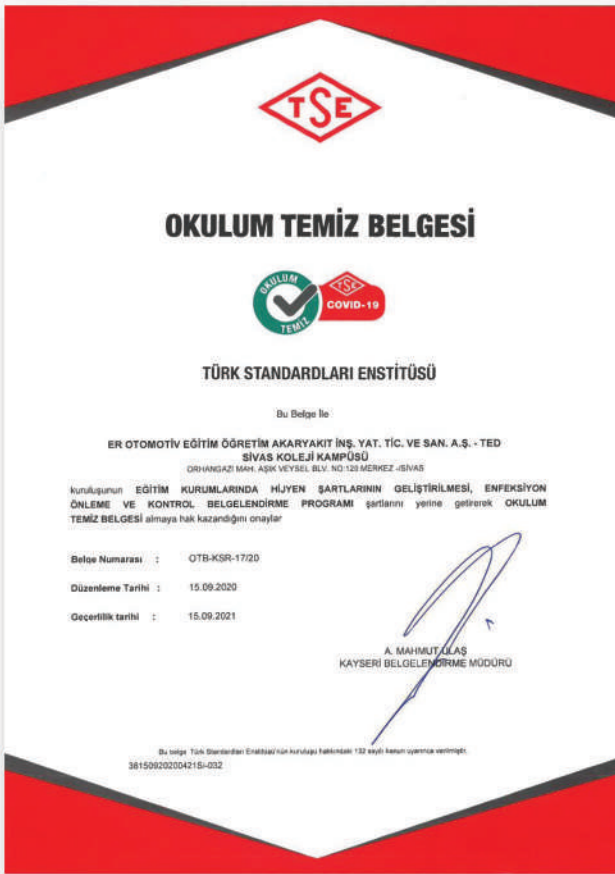 TSE
OKULUM TEMİZ BELGESİ
OKULUM
TEMİZ
TSE
COVID-19
TÜRK STANDARDLARI ENSTİTÜSÜ
Bu Belge İle
ER OTOMOTİV EĞİTİM ÖĞRETİM AKARYAKIT İNŞ. YAT. TİC. VE SAN. A.Ş. - TED
SİVAS KOLEJİ KAMPÜSÜ
ORHANGAZİ MAH. AŞIK VEYSEL BLV. NO:120 MERKEZ -/SİVAS
kuruluşunun EĞİTİM KURUMLARINDA HİJYEN ŞARTLARININ GELİŞTİRİLMESİ, ENFEKSİYON
ÖNLEME VE KONTROL BELGELENDİRME PROGRAMI şartlarını yerine getirerek OKULUM
TEMİZ BELGESİ almaya hak kazandığını onaylar
Belge Numarası : OTB-KSR-17/20
Düzenleme Tarihi : 15.09.2020
Geçerlilik tarihi : 15.09.2021
A. MAHMUT ULAŞ
KAYSERİ BELGELENDİRME MÜDÜRÜ
Bu belge Türk Standardları Enstitüsü'nün kuruluşu hakkındaki 132 sayılı kanun uyarınca verilmiştir.